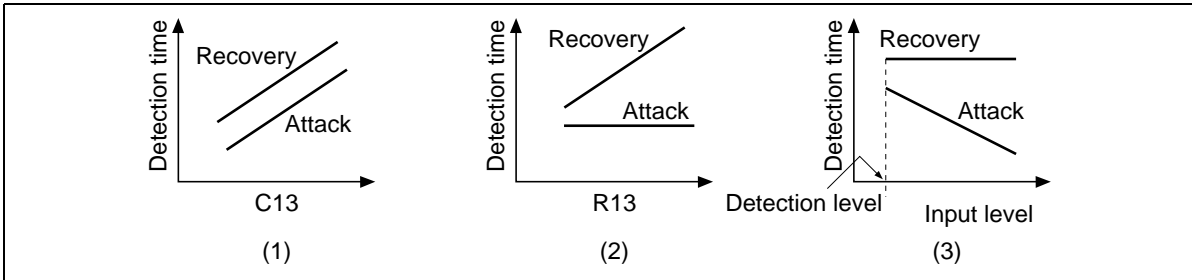 Detection time
Recovery
Attack
C13
(1)
Detection time
Recovery
Attack
R13
(2)
Detection time
Recovery
Attack
Detection level
Input level
(3)